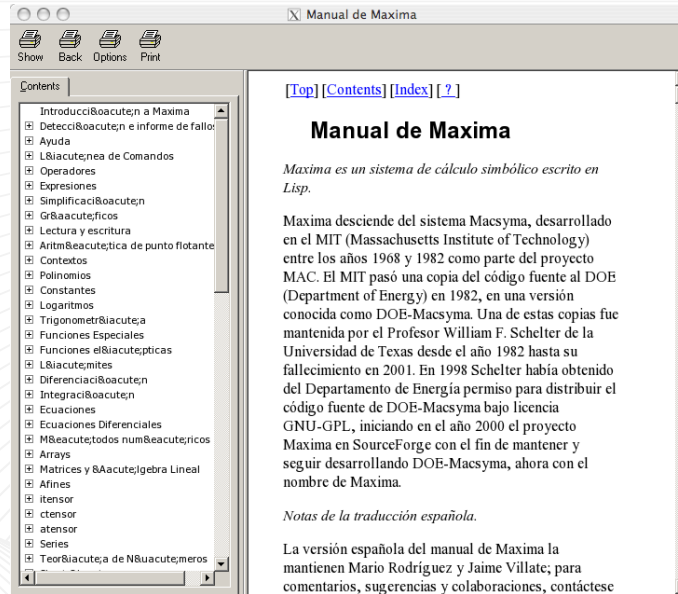 Manual de Maxima
Show Back Options Print
Contents
Introducci&oacute;n a Maxima
Detecci&oacute;n e informe de fallos
Ayuda
L&iacute;nea de Comandos
Operadores
Expresiones
Simplificaci&oacute;n
Gr&aacute;ficos
Lectura y escritura
Aritm&eacute;tica de punto flotante
Contextos
Polinomios
Constantes
Logaritmos
Trigonometr&iacute;a
Funciones Especiales
Funciones el&iacute;pticas
L&iacute;mites
Diferenciaci&oacute;n
Integraci&oacute;n
Ecuaciones
Ecuaciones Diferenciales
M&eacute;todos num&eacute;ricos
Arrays
Matrices y &Aacute;lgebra Lineal
Afines
itensor
ctensor
atensor
Series
Teor&iacute;a de N&uacute;meros
[Top] [Contents] [Index] [ ? ]
Manual de Maxima
Maxima es un sistema de cálculo simbólico escrito en
Lisp.
Maxima desciende del sistema Macsyma, desarrollado
en el MIT (Massachusetts Institute of Technology)
entre los años 1968 y 1982 como parte del proyecto
MAC. El MIT pasó una copia del código fuente al DOE
(Department of Energy) en 1982, en una versión
conocida como DOE-Macsyma. Una de estas copias fue
mantenida por el Profesor William F. Schelter de la
Universidad de Texas desde el año 1982 hasta su
fallecimiento en 2001. En 1998 Schelter había obtenido
del Departamento de Energía permiso para distribuir el
código fuente de DOE-Macsyma bajo licencia
GNU-GPL, iniciando en el año 2000 el proyecto
Maxima en SourceForge con el fin de mantener y
seguir desarrollando DOE-Macsyma, ahora con el
nombre de Maxima.
Notas de la traducción española.
La versión española del manual de Maxima la
mantienen Mario Rodríguez y Jaime Villate; para
comentarios, sugerencias y colaboraciones, contáctese